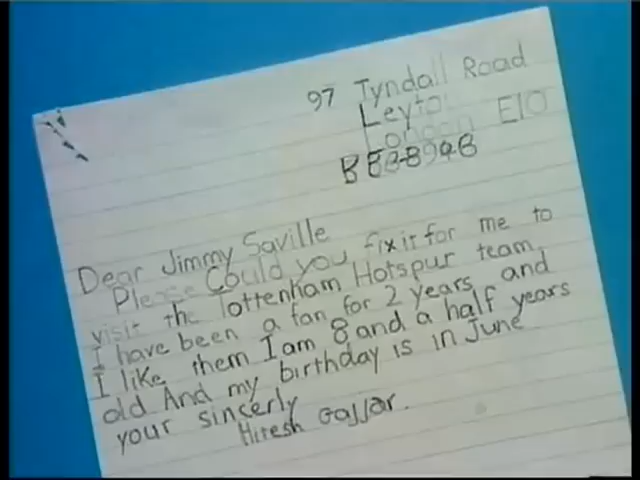 97 Tyndall Road
Leyton
London E10
Dear Jimmy Saville
Please Could you fix it for me to
visit the Tottenham Hotspur team.
I have been a fan for 2 years and
I like them I am 8 and a half years
old And my birthday is in June
your sincerly
Hiresh Gajjar.